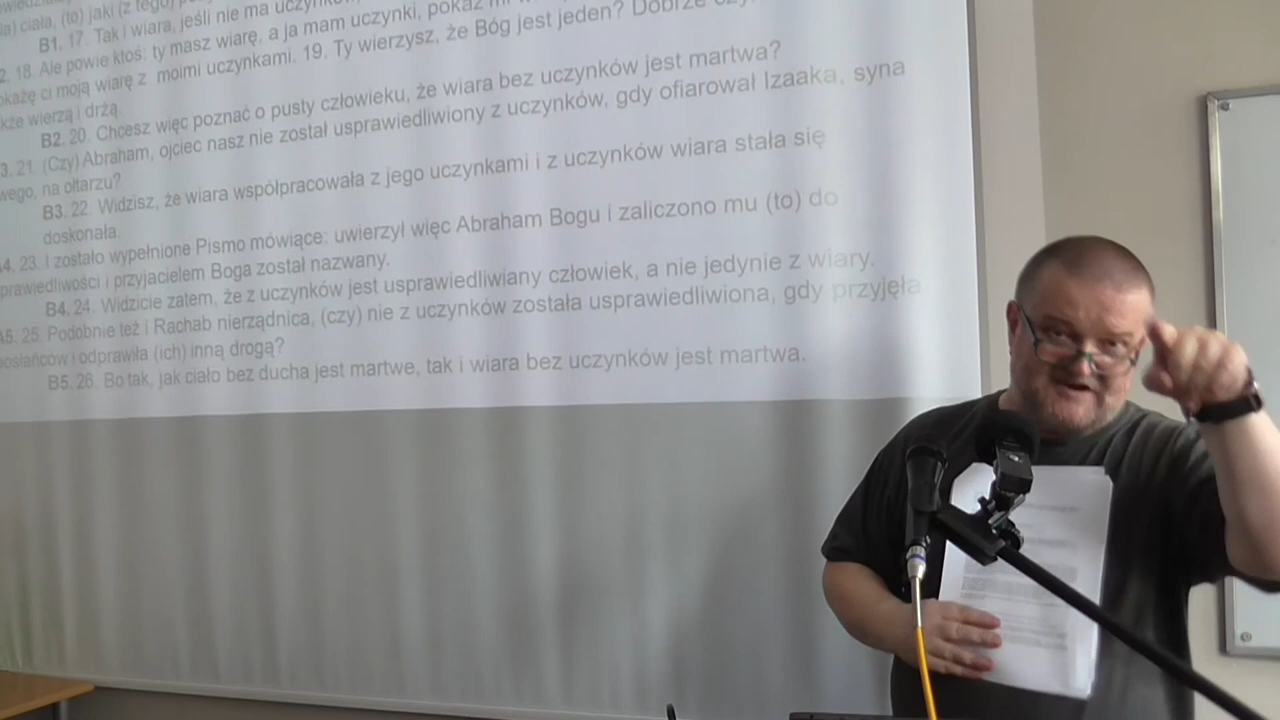 ciała, (to) jaki (z tego)
B1. 17. Tak i wiara, jeśli nie ma uczynków,
2. 18. Ale powie ktoś: ty masz wiarę, a ja mam uczynki, pokaż mi
okażę ci moją wiarę z moimi uczynkami. 19. Ty wierzysz, że Bóg jest jeden? Dobrze
kże wierzą i drżą.
B2. 20. Chcesz więc poznać o pusty człowieku, że wiara bez uczynków jest martwa?
3. 21. (Czy) Abraham, ojciec nasz nie został usprawiedliwiony z uczynków, gdy ofiarował Izaaka, syna
wego, na ołtarzu?
B3. 22. Widzisz, że wiara współpracowała z jego uczynkami i z uczynków wiara stała się
doskonała.
4. 23. I zostało wypełnione Pismo mówiące: uwierzył więc Abraham Bogu i zaliczono mu (to) do
prawiedliwości i przyjacielem Boga został nazwany.
B4. 24. Widzicie zatem, że z uczynków jest usprawiedliwiany człowiek, a nie jedynie z wiary.
A5. 25. Podobnie też i Rachab nierządnica, (czy) nie z uczynków została usprawiedliwiona, gdy przyjęła
posłańców i odprawiła (ich) inną drogą?
B5. 26. Bo tak, jak ciało bez ducha jest martwe, tak i wiara bez uczynków jest martwa.